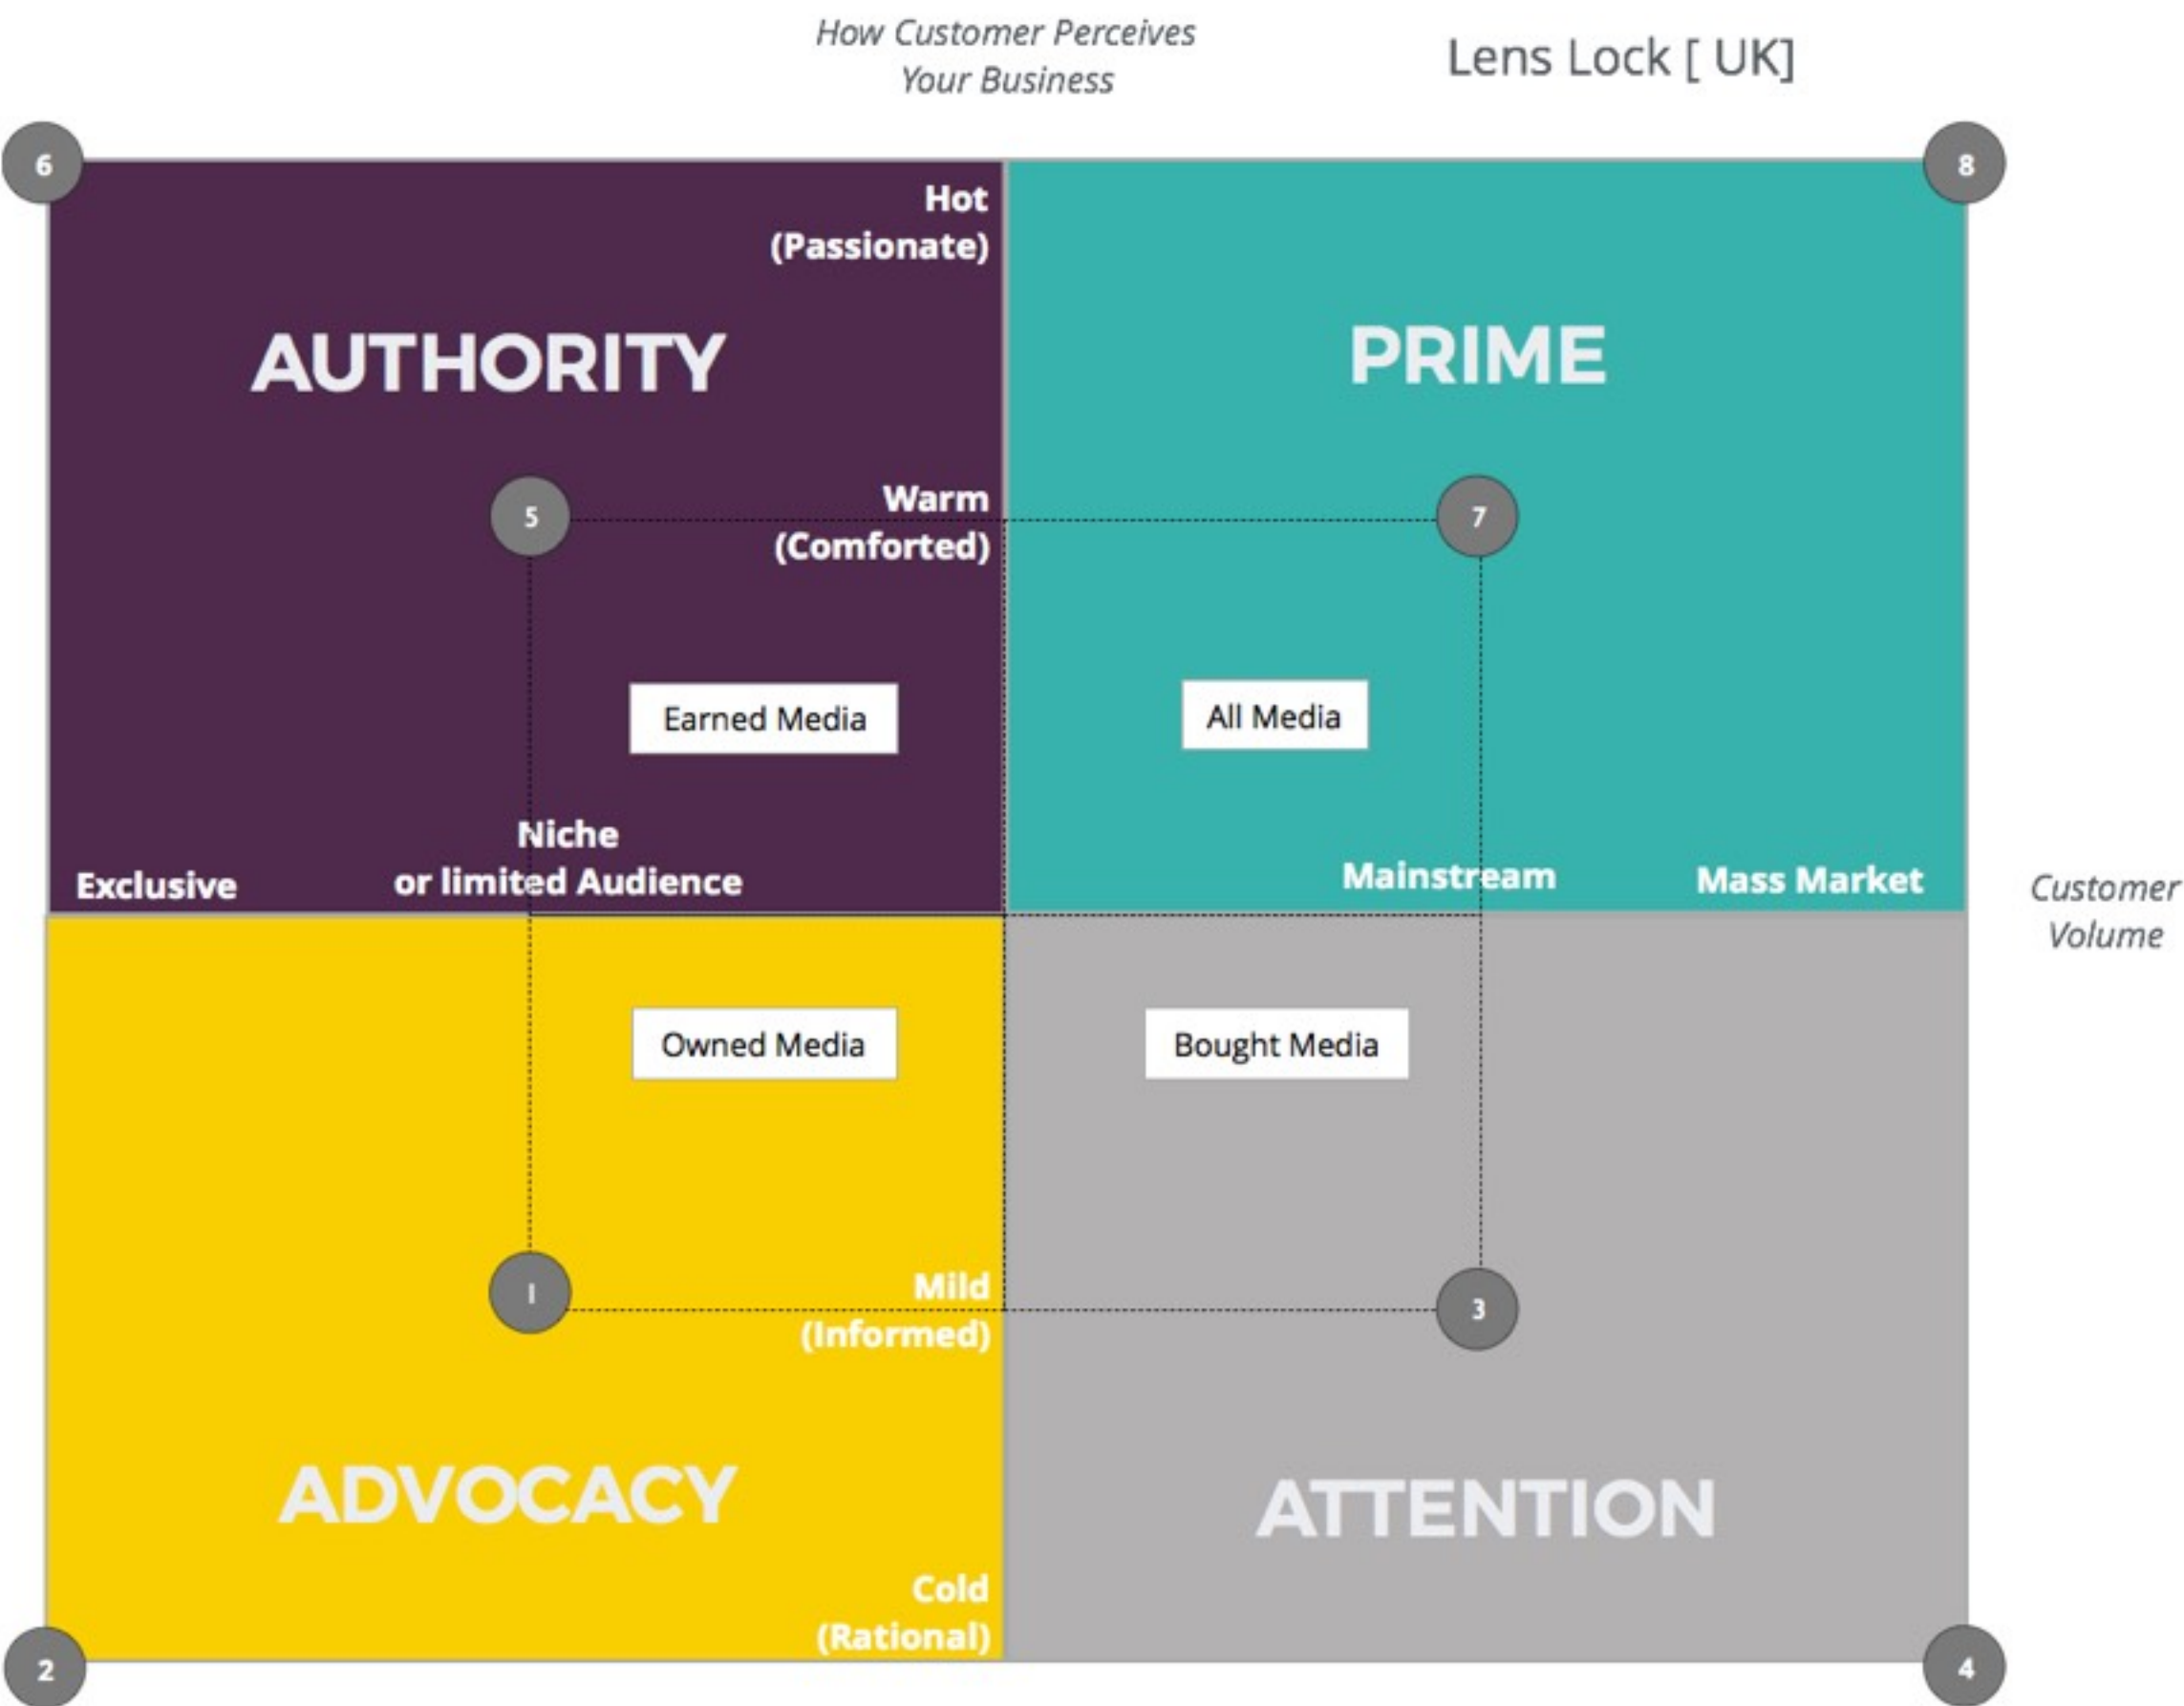 How Customer Perceives
Your Business
Lens Lock [ UK]
6
8
Hot
(Passionate)
AUTHORITY
PRIME
Warm
(Comforted)
5
7
Earned Media
All Media
Niche
or limited Audience
Exclusive
Mainstream
Mass Market
Customer
Volume
Owned Media
Bought Media
1
Mild
(Informed)
3
ADVOCACY
ATTENTION
Cold
(Rational)
2
4